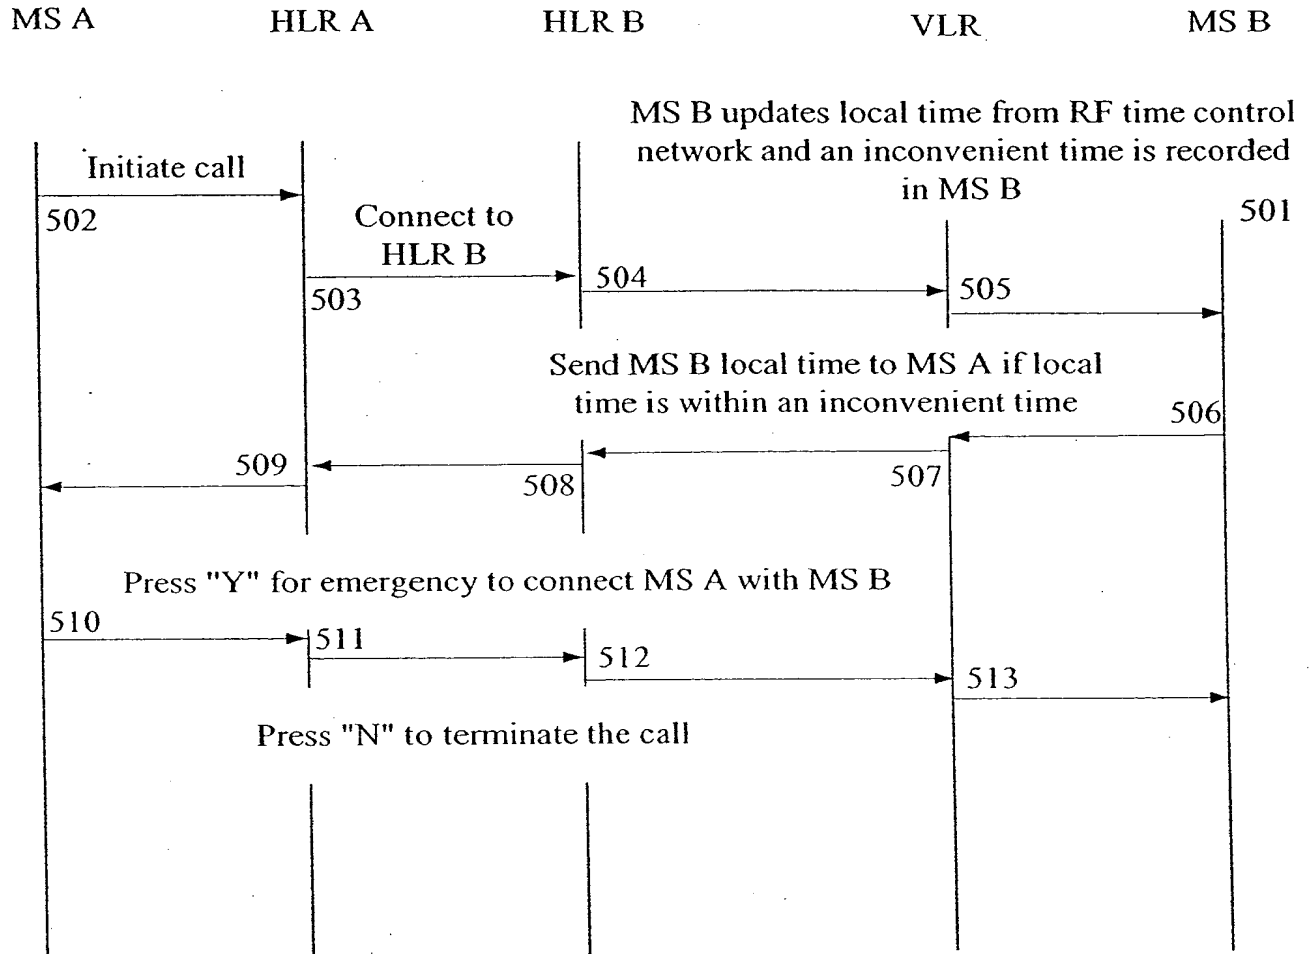 MS A HLR A HLR B VLR MS B
MS B updates local time from RF time control
network and an inconvenient time is recorded
in MS B
Initiate call
501
502
Connect to
HLR B
503
504
505
Send MS B local time to MS A if local
time is within an inconvenient time
506
507
508
509
Press "Y" for emergency to connect MS A with MS B
510
511
512
513
Press "N" to terminate the call